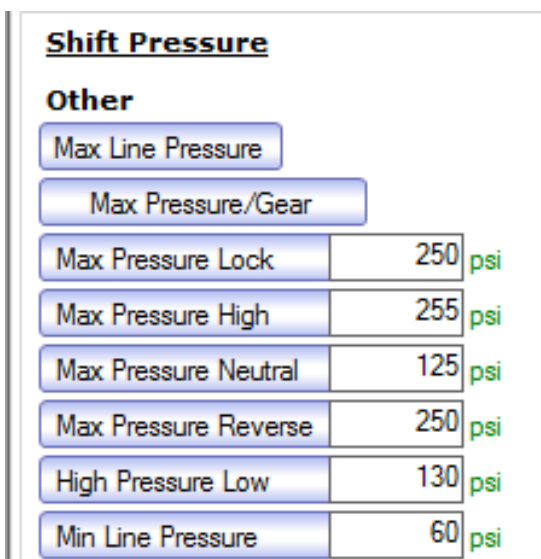 Shift Pressure
Other
Max Line Pressure
Max Pressure/Gear
Max Pressure Lock 250 psi
Max Pressure High 255 psi
Max Pressure Neutral 125 psi
Max Pressure Reverse 250 psi
High Pressure Low 130 psi
Min Line Pressure 60 psi